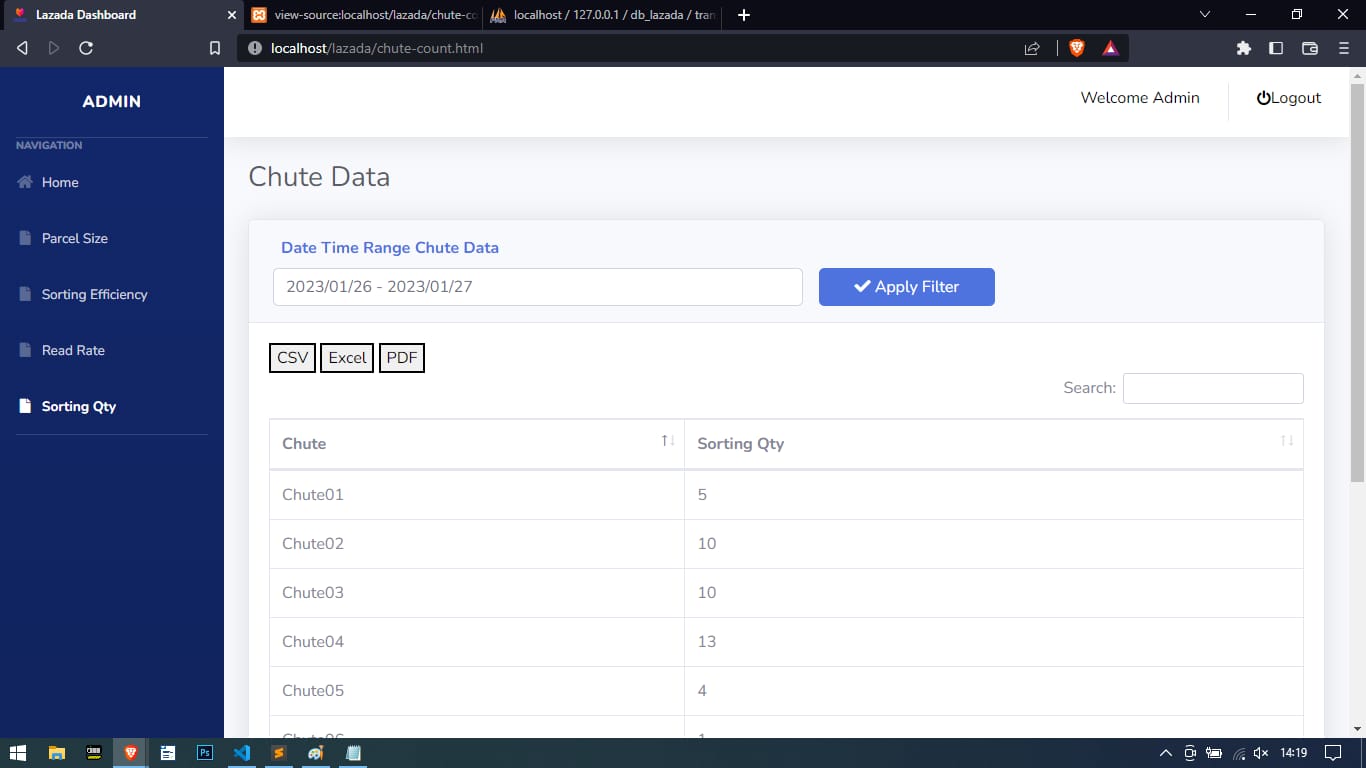 Lazada Dashboard
view-source:localhost/lazada/chute-co
localhost / 127.0.0.1 / db_lazada / tran
localhost/lazada/chute-count.html
ADMIN
NAVIGATION
Home
Parcel Size
Sorting Efficiency
Read Rate
Sorting Qty
Welcome Admin
Logout
Chute Data
Date Time Range Chute Data
2023/01/26 - 2023/01/27
Apply Filter
CSV Excel PDF
Search:
Chute Sorting Qty
Chute01 5
Chute02 10
Chute03 10
Chute04 13
Chute05 4
Chute06 1
Ps
14:19